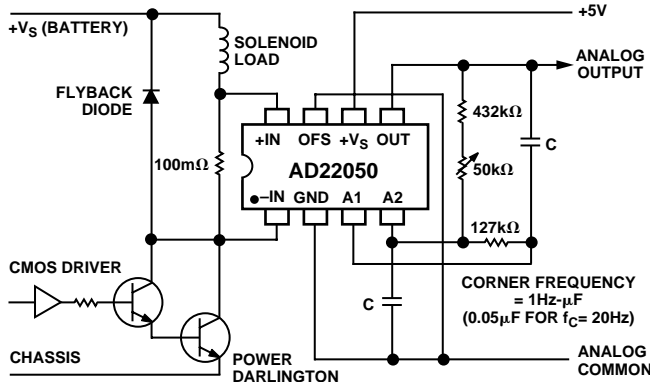 +VS (BATTERY)
+5V
SOLENOID
LOAD
ANALOG
OUTPUT
FLYBACK
DIODE
432kΩ
C
+IN OFS +VS OUT
100mΩ
AD22050
50kΩ
–IN GND A1 A2
127kΩ
CMOS DRIVER
C
CORNER FREQUENCY
= 1Hz-μF
(0.05μF FOR fC= 20Hz)
CHASSIS
POWER
DARLINGTON
ANALOG
COMMON